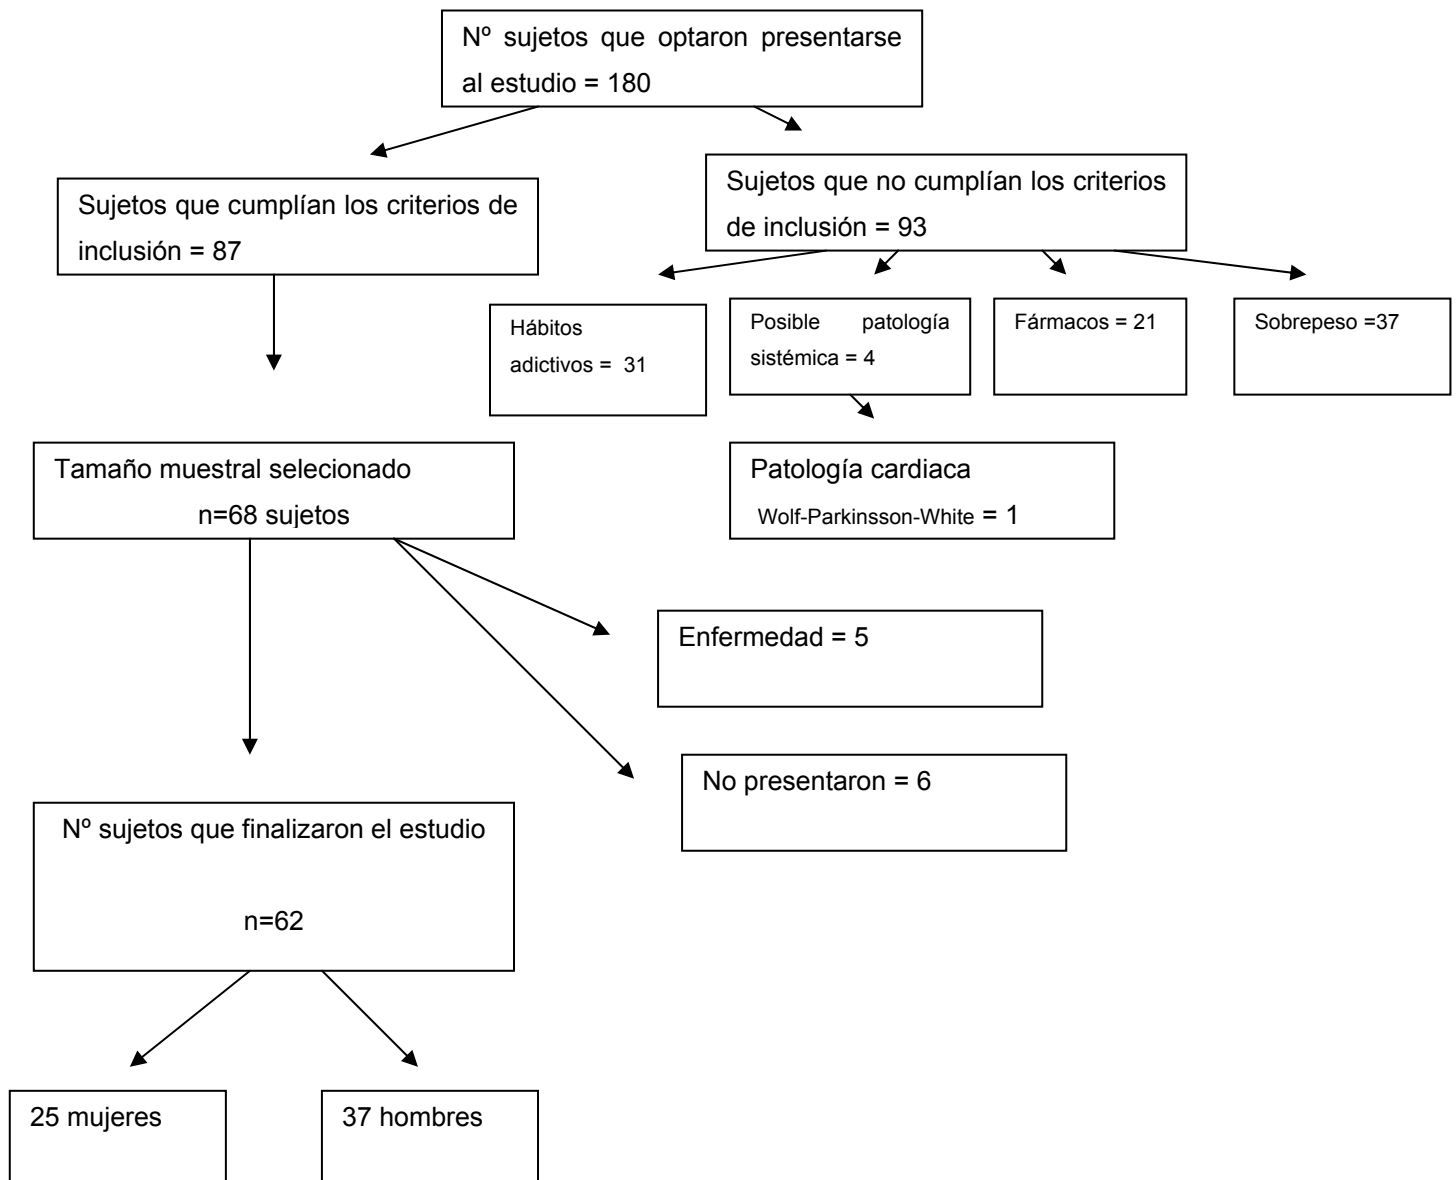 Nº sujetos que optaron presentarse
al estudio = 180
Sujetos que cumplían los criterios de
inclusión = 87
Sujetos que no cumplían los criterios
de inclusión = 93
Hábitos
adictivos = 31
Posible patología
sistémica = 4
Fármacos = 21
Sobrepeso =37
Tamaño muestral selecionado
n=68 sujetos
Patología cardiaca
Wolf-Parkinsson-White = 1
Enfermedad = 5
No presentaron = 6
Nº sujetos que finalizaron el estudio
n=62
25 mujeres
37 hombres